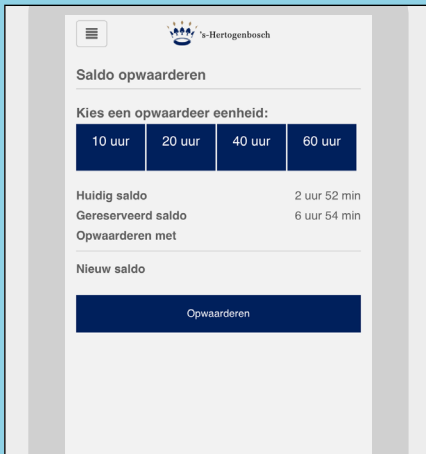 's-Hertogenbosch
Saldo opwaarderen
Kies een opwaardeer eenheid:
10 uur 20 uur 40 uur 60 uur
Huidig saldo 2 uur 52 min
Gereserveerd saldo 6 uur 54 min
Opwaarderen met
Nieuw saldo
Opwaarderen